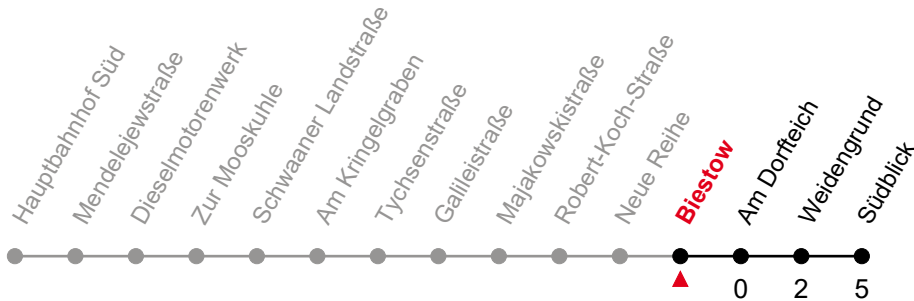 Hauptbahnhof Süd
Mendelejewstraße
Dieselmotorenwerk
Zur Mooskuhle
Schwaaner Landstraße
Am Kringelgraben
Tychsenstraße
Galileistraße
Majakowskistraße
Robert-Koch-Straße
Neue Reihe
Biestow
Am Dorfteich
Weidengrund
Südblick
0 2 5